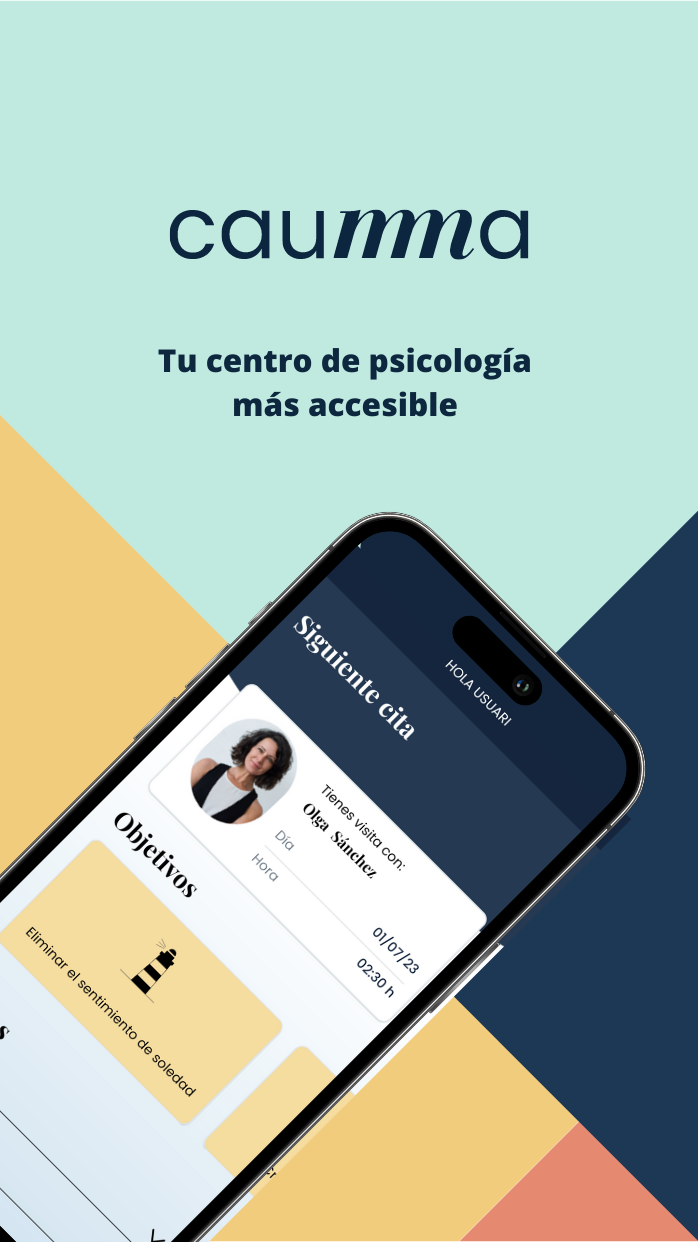 caumma
Tu centro de psicología
más accesible
HOLA USUARI
Siguiente cita
Tienes visita con:
Olga Sánchez
Día
01/07/23
Hora
02:30 h
Objetivos
Eliminar el sentimiento de soledad